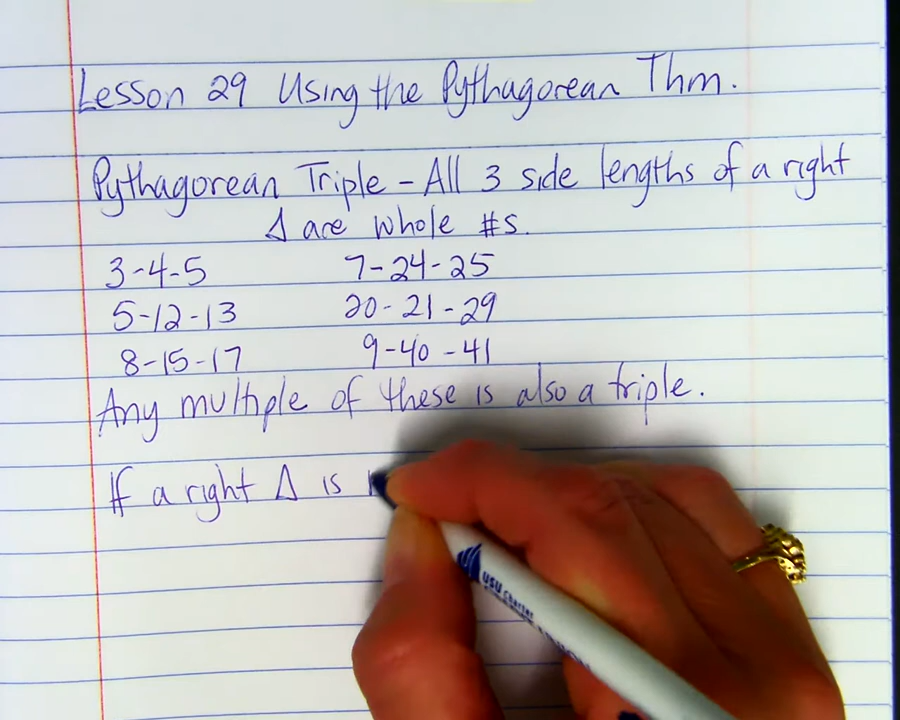 Lesson 29 Using the Pythagorean Thm.
Pythagorean Triple - All 3 side lengths of a right
Δ are whole #s.
3-4-5 7-24-25
5-12-13 20-21-29
8-15-17 9-40-41
Any multiple of these is also a triple.
If a right Δ is
USU Charter